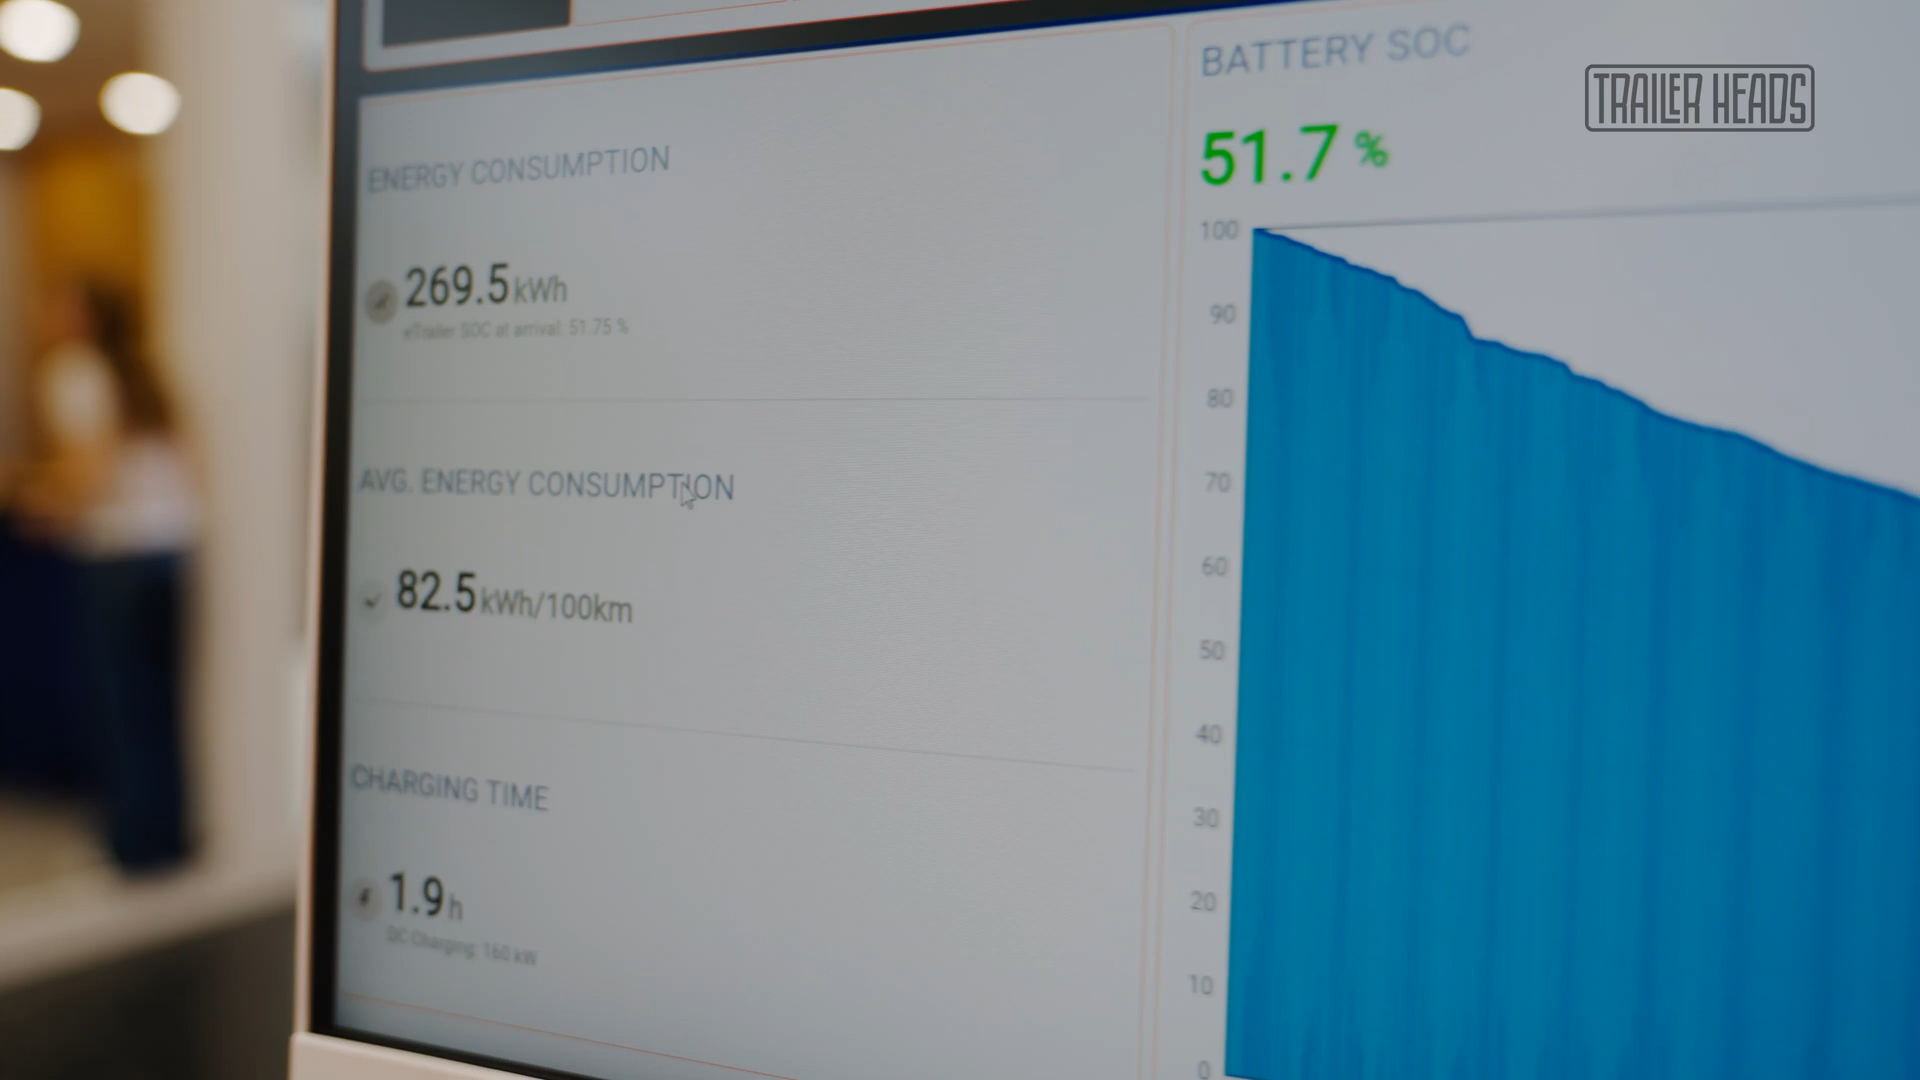 ENERGY CONSUMPTION
269.5 kWh
eTrailer SOC at arrival: 51.75 %
AVG. ENERGY CONSUMPTION
82.5 kWh/100km
CHARGING TIME
1.9 h
DC Charging: 160 kW
BATTERY SOC
51.7 %
100
90
80
70
60
50
40
30
20
10
0
TRAILER HEADS